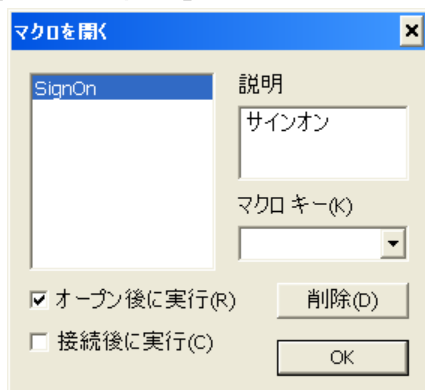 マクロを開く
SignOn
説明
サインオン
マクロ キー(K)
オープン後に実行(R)
削除(D)
接続後に実行(C)
OK